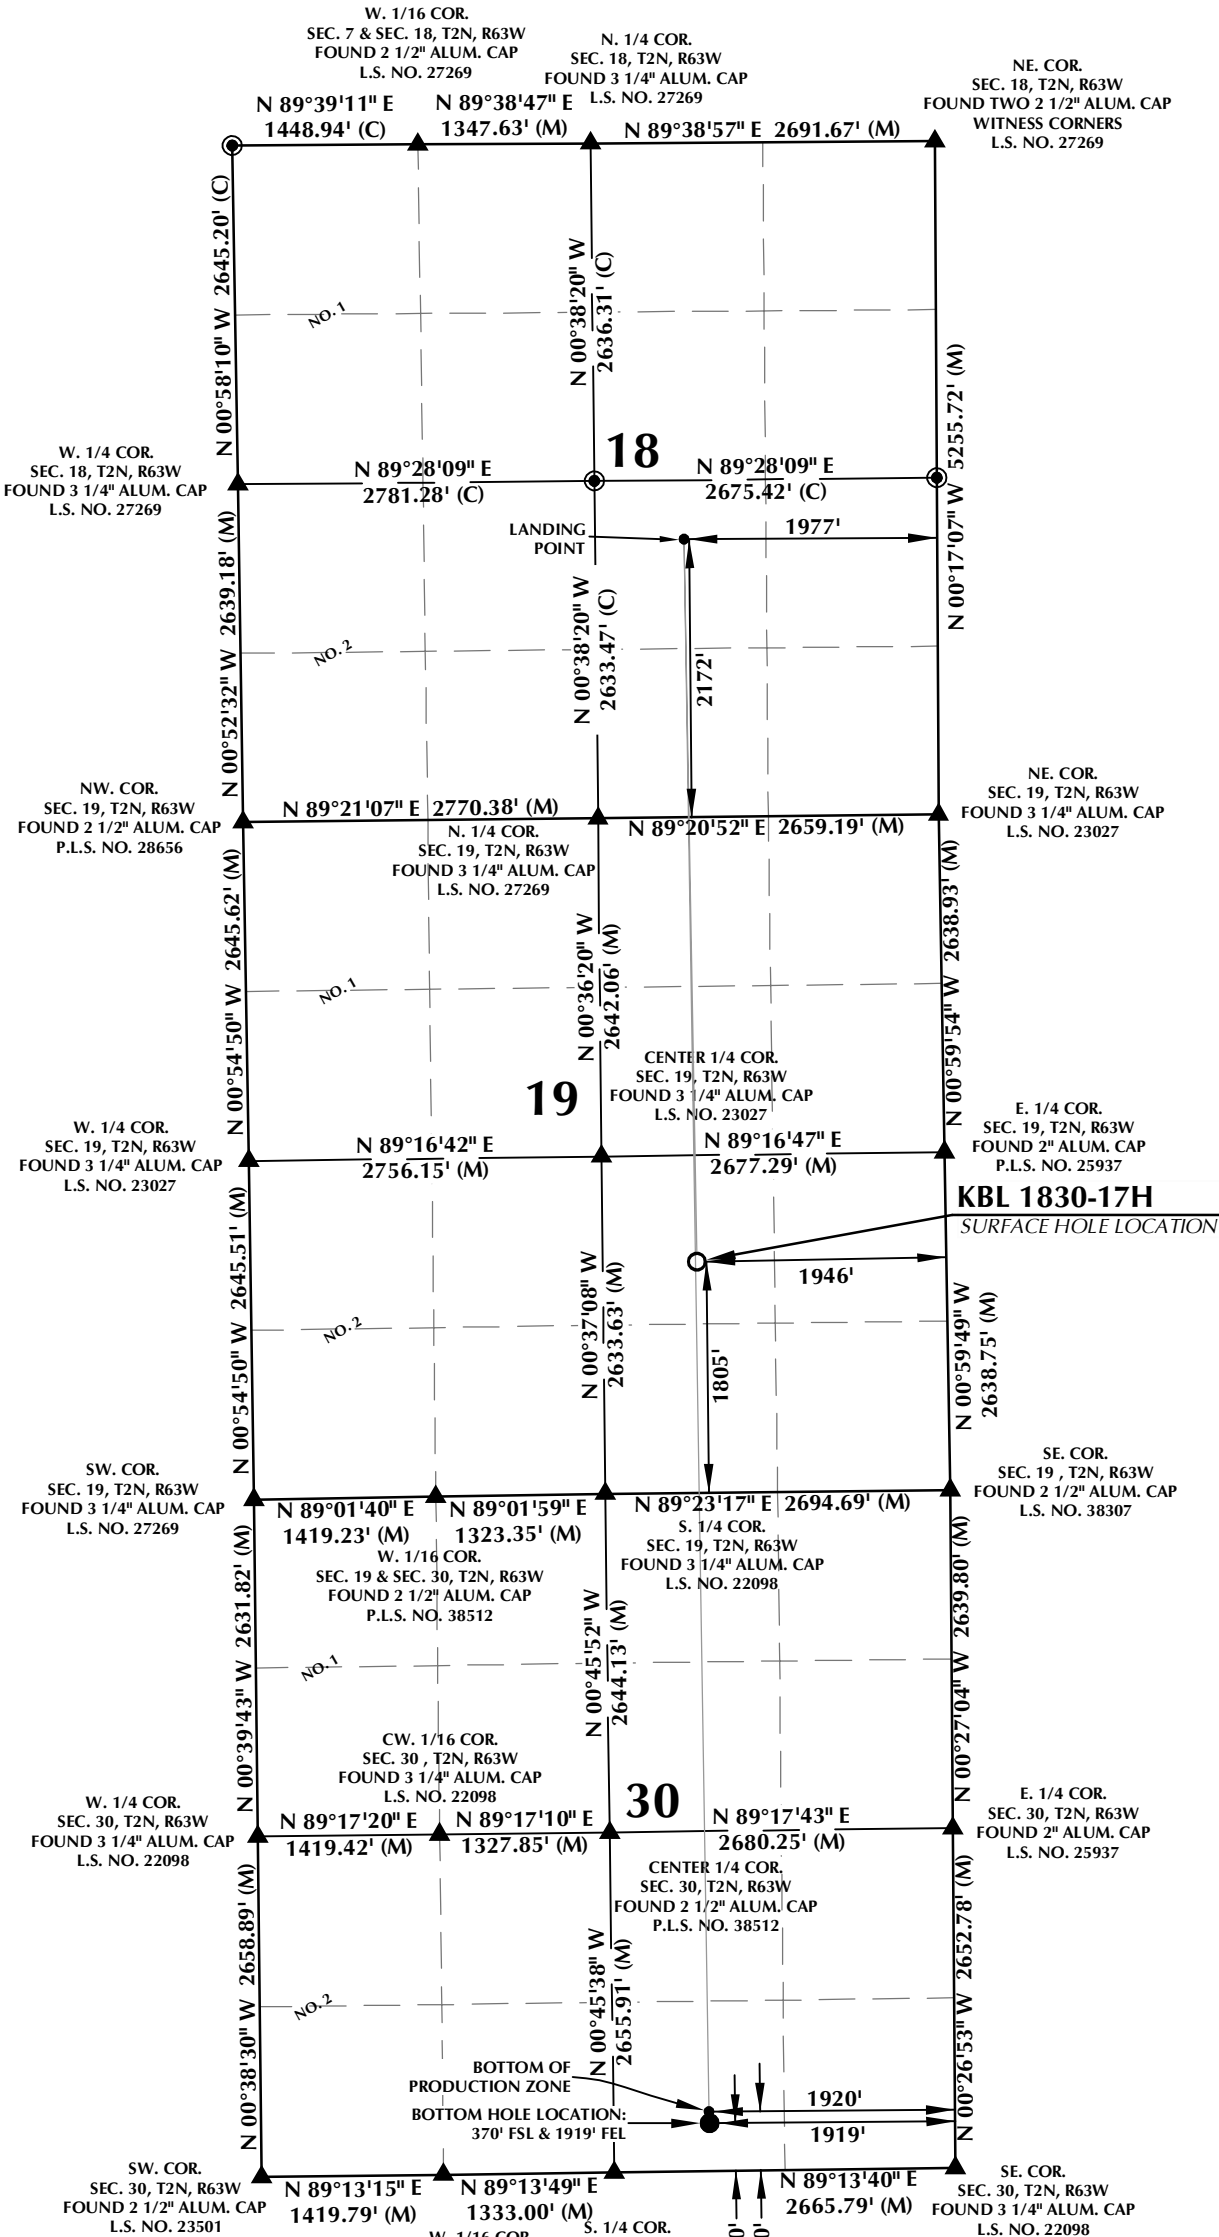 W. 1/16 COR.
SEC. 7 & SEC. 18, T2N, R63W
FOUND 2 1/2" ALUM. CAP
L.S. NO. 27269
N. 1/4 COR.
SEC. 18, T2N, R63W
FOUND 3 1/4" ALUM. CAP
L.S. NO. 27269
NE. COR.
SEC. 18, T2N, R63W
FOUND TWO 2 1/2" ALUM. CAP
WITNESS CORNERS
L.S. NO. 27269
N 89°39'11" E
1448.94' (C)
N 89°38'47" E
1347.63' (M)
N 89°38'57" E 2691.67' (M)
N 00°58'10" W 2645.20' (C)
NO. 1
N 00°38'20" W
2636.31' (C)
N 00°17'07" W 5255.72' (M)
18
W. 1/4 COR.
SEC. 18, T2N, R63W
FOUND 3 1/4" ALUM. CAP
L.S. NO. 27269
N 89°28'09" E
2781.28' (C)
N 89°28'09" E
2675.42' (C)
LANDING
POINT
1977'
N 00°52'32" W 2639.18' (M)
NO. 2
N 00°38'20" W
2633.47' (C)
2172'
NW. COR.
SEC. 19, T2N, R63W
FOUND 2 1/2" ALUM. CAP
P.L.S. NO. 28656
N 89°21'07" E 2770.38' (M)
N. 1/4 COR.
SEC. 19, T2N, R63W
FOUND 3 1/4" ALUM. CAP
L.S. NO. 27269
N 89°20'52" E 2659.19' (M)
NE. COR.
SEC. 19, T2N, R63W
FOUND 3 1/4" ALUM. CAP
L.S. NO. 23027
N 00°54'50" W 2645.62' (M)
NO. 1
N 00°36'20" W
2642.06' (M)
N 00°59'54" W 2638.93' (M)
CENTER 1/4 COR.
SEC. 19, T2N, R63W
FOUND 3 1/4" ALUM. CAP
L.S. NO. 23027
19
W. 1/4 COR.
SEC. 19, T2N, R63W
FOUND 3 1/4" ALUM. CAP
L.S. NO. 23027
N 89°16'42" E
2756.15' (M)
N 89°16'47" E
2677.29' (M)
E. 1/4 COR.
SEC. 19, T2N, R63W
FOUND 2" ALUM. CAP
P.L.S. NO. 25937
KBL 1830-17H
SURFACE HOLE LOCATION
1946'
N 00°54'50" W 2645.51' (M)
NO. 2
N 00°37'08" W
2633.63' (M)
1805'
N 00°59'49" W
2638.75' (M)
SW. COR.
SEC. 19, T2N, R63W
FOUND 3 1/4" ALUM. CAP
L.S. NO. 27269
N 89°01'40" E
1419.23' (M)
N 89°01'59" E
1323.35' (M)
N 89°23'17" E 2694.69' (M)
SE. COR.
SEC. 19 , T2N, R63W
FOUND 2 1/2" ALUM. CAP
L.S. NO. 38307
S. 1/4 COR.
SEC. 19, T2N, R63W
FOUND 3 1/4" ALUM. CAP
L.S. NO. 22098
W. 1/16 COR.
SEC. 19 & SEC. 30, T2N, R63W
FOUND 2 1/2" ALUM. CAP
P.L.S. NO. 38512
N 00°39'43" W 2631.82' (M)
NO. 1
N 00°45'52" W
2644.13' (M)
N 00°27'04" W 2639.80' (M)
CW. 1/16 COR.
SEC. 30 , T2N, R63W
FOUND 3 1/4" ALUM. CAP
L.S. NO. 22098
30
W. 1/4 COR.
SEC. 30, T2N, R63W
FOUND 3 1/4" ALUM. CAP
L.S. NO. 22098
N 89°17'20" E
1419.42' (M)
N 89°17'10" E
1327.85' (M)
N 89°17'43" E
2680.25' (M)
E. 1/4 COR.
SEC. 30, T2N, R63W
FOUND 2" ALUM. CAP
L.S. NO. 25937
CENTER 1/4 COR.
SEC. 30, T2N, R63W
FOUND 2 1/2" ALUM. CAP
P.L.S. NO. 38512
N 00°38'30" W 2658.89' (M)
NO. 2
N 00°45'38" W
2655.91' (M)
N 00°26'53" W 2652.78' (M)
BOTTOM OF
PRODUCTION ZONE
1920'
BOTTOM HOLE LOCATION:
370' FSL & 1919' FEL
1919'
SW. COR.
SEC. 30, T2N, R63W
FOUND 2 1/2" ALUM. CAP
L.S. NO. 23501
N 89°13'15" E
1419.79' (M)
N 89°13'49" E
1333.00' (M)
N 89°13'40" E
2665.79' (M)
SE. COR.
SEC. 30, T2N, R63W
FOUND 3 1/4" ALUM. CAP
L.S. NO. 22098
W. 1/16 COR.
S. 1/4 COR.